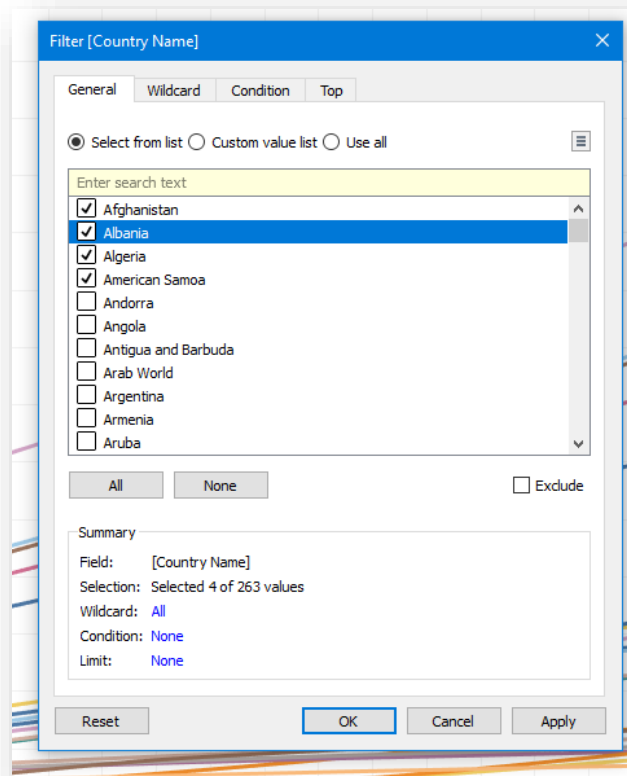 Filter [Country Name]
General Wildcard Condition Top
Select from list Custom value list Use all
Enter search text
Afghanistan
Albania
Algeria
American Samoa
Andorra
Angola
Antigua and Barbuda
Arab World
Argentina
Armenia
Aruba
All None Exclude
Summary
Field: [Country Name]
Selection: Selected 4 of 263 values
Wildcard: All
Condition: None
Limit: None
Reset OK Cancel Apply